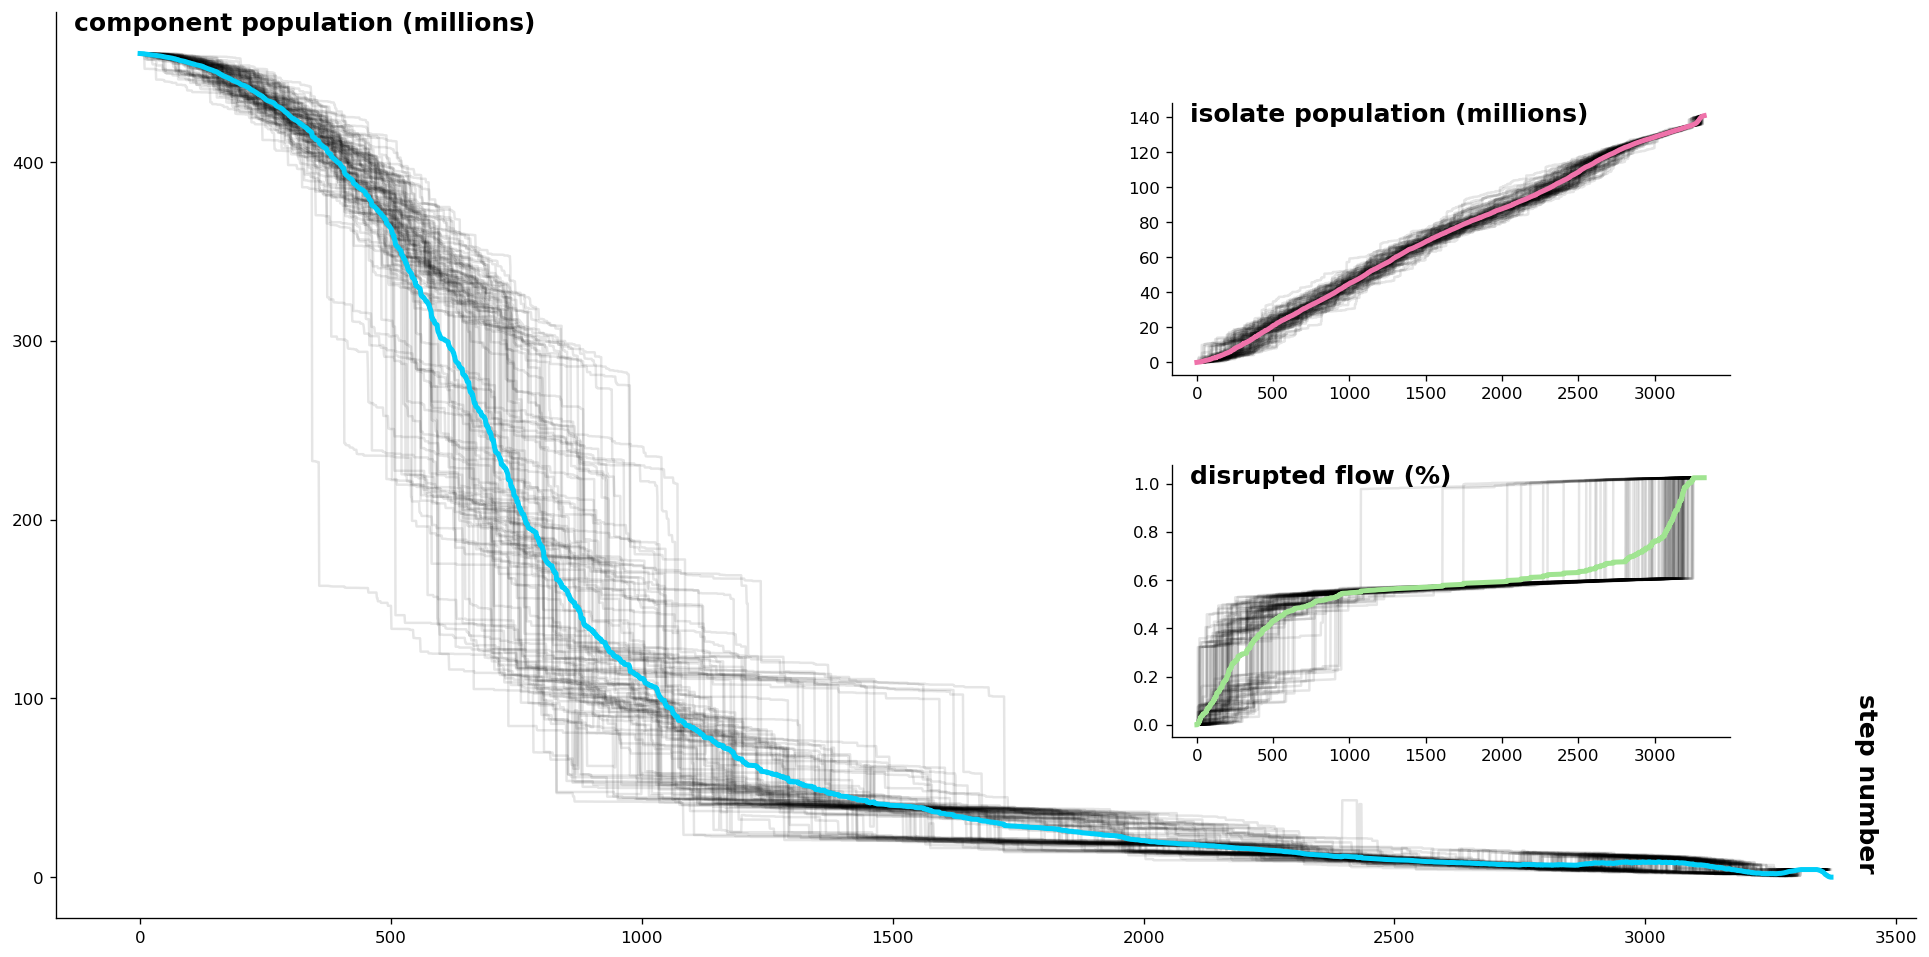 component population (millions)
400
300
200
100
0
0 500 1000 1500 2000 2500 3000 3500
step number
isolate population (millions)
140
120
100
80
60
40
20
0
0 500 1000 1500 2000 2500 3000
disrupted flow (%)
1.0
0.8
0.6
0.4
0.2
0.0
0 500 1000 1500 2000 2500 3000